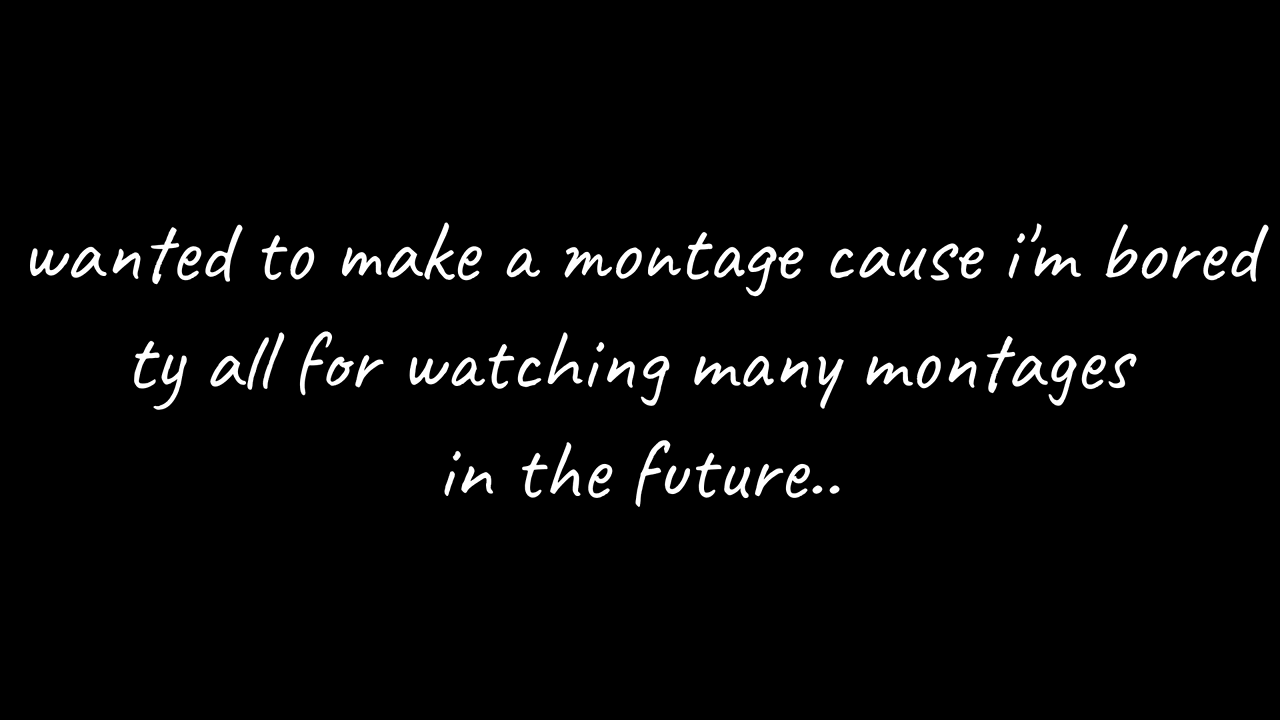 wanted to make a montage cause i'm bored
ty all for watching many montages
in the future..